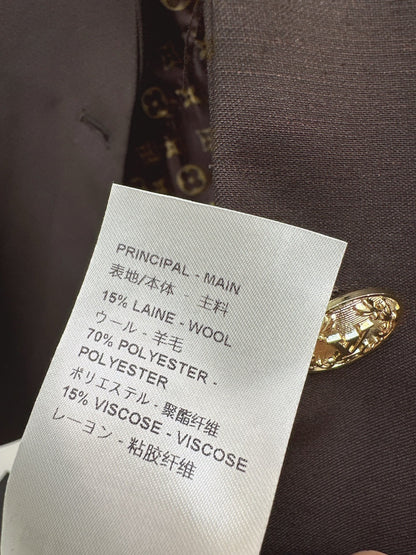 PRINCIPAL - MAIN
表地/本体 - 主料
15% LAINE - WOOL
ウール - 羊毛
70% POLYESTER -
POLYESTER
ポリエステル - 聚酯纤维
15% VISCOSE - VISCOSE
レーヨン - 粘胶纤维